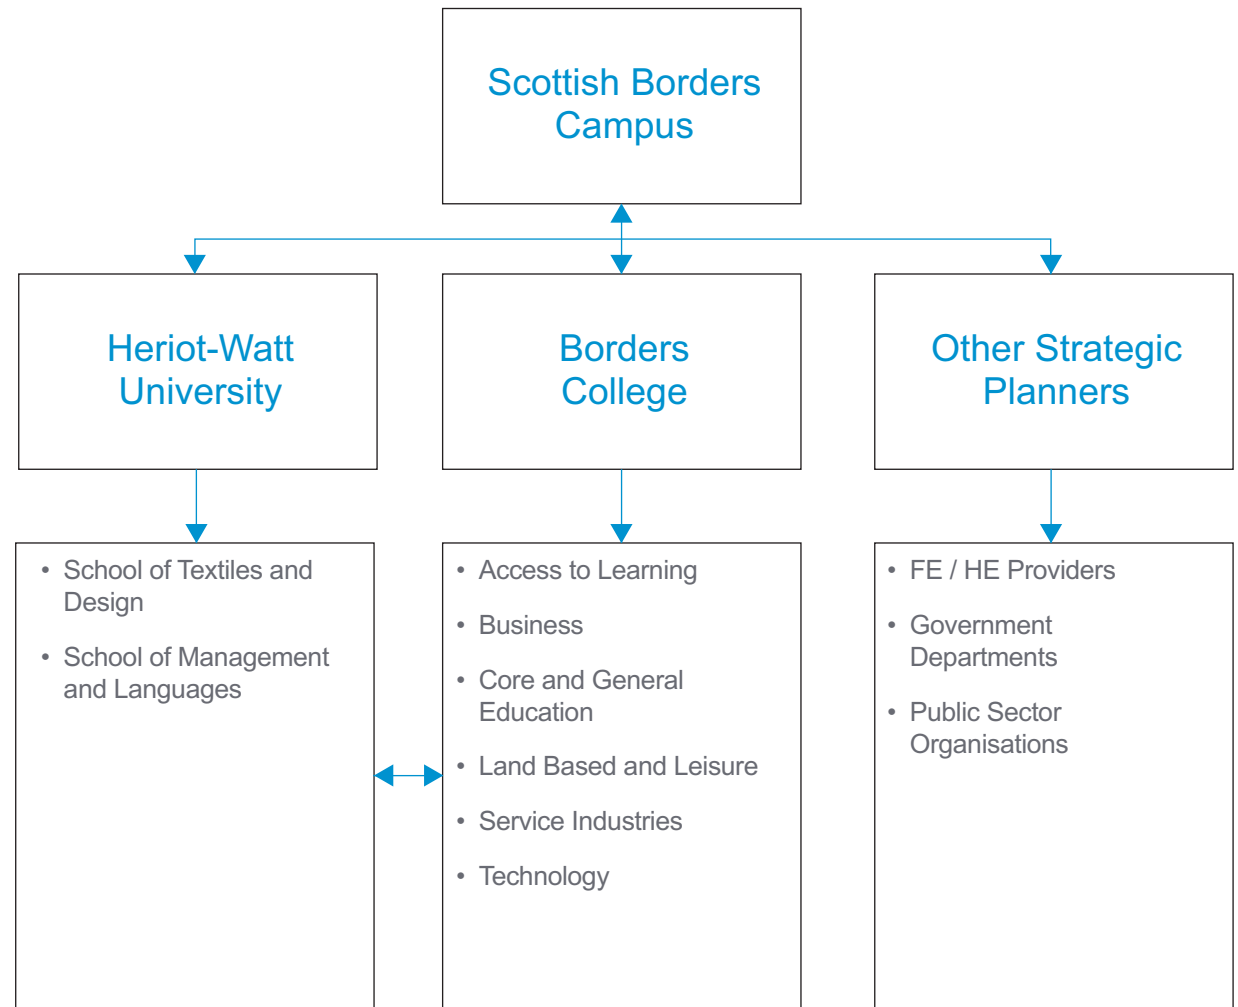 Scottish Borders
Campus
Heriot-Watt
University
Borders
College
Other Strategic
Planners
• School of Textiles and
Design
• School of Management
and Languages
• Access to Learning
• Business
• Core and General
Education
• Land Based and Leisure
• Service Industries
• Technology
• FE / HE Providers
• Government
Departments
• Public Sector
Organisations